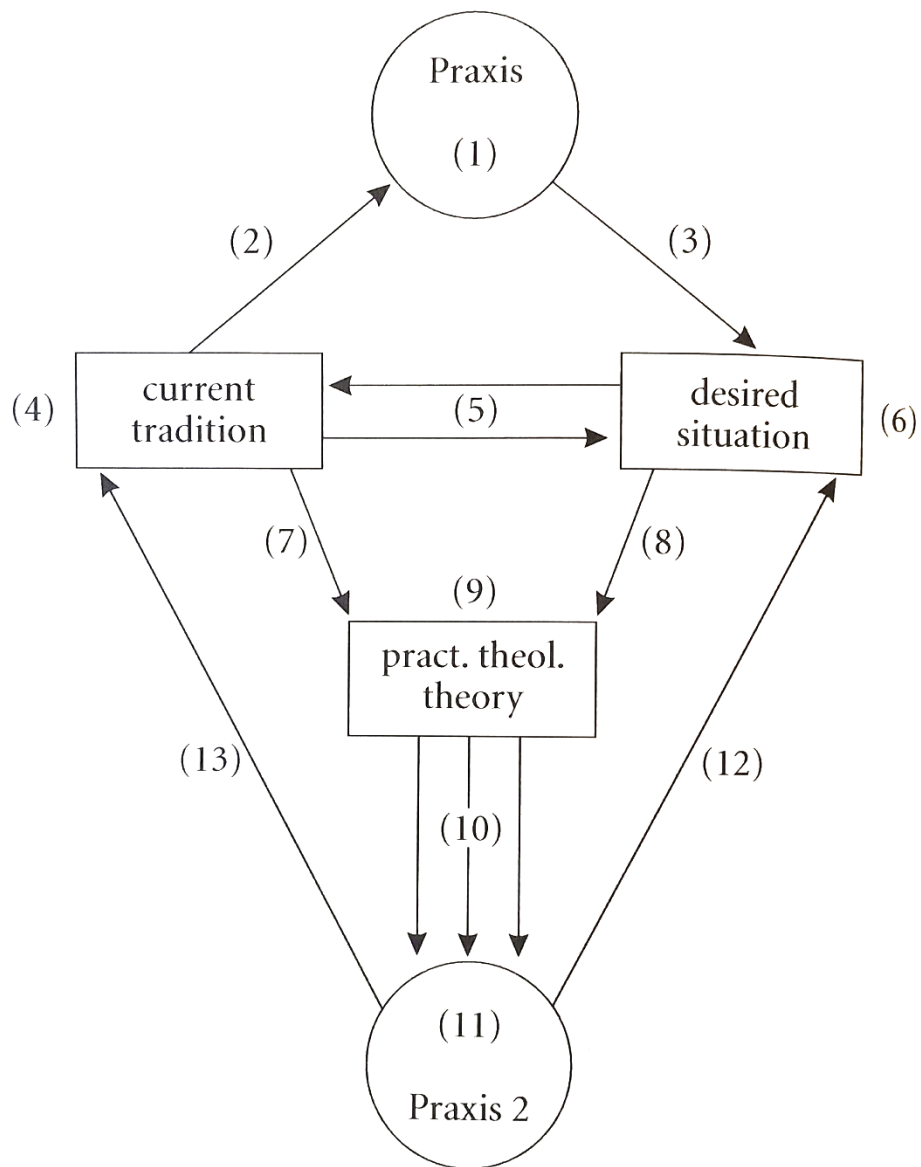 Praxis
(1)
(2)
(3)
(4)
current
tradition
(5)
desired
situation
(6)
(7)
(8)
(9)
pract. theol.
theory
(10)
(13)
(12)
(11)
Praxis 2